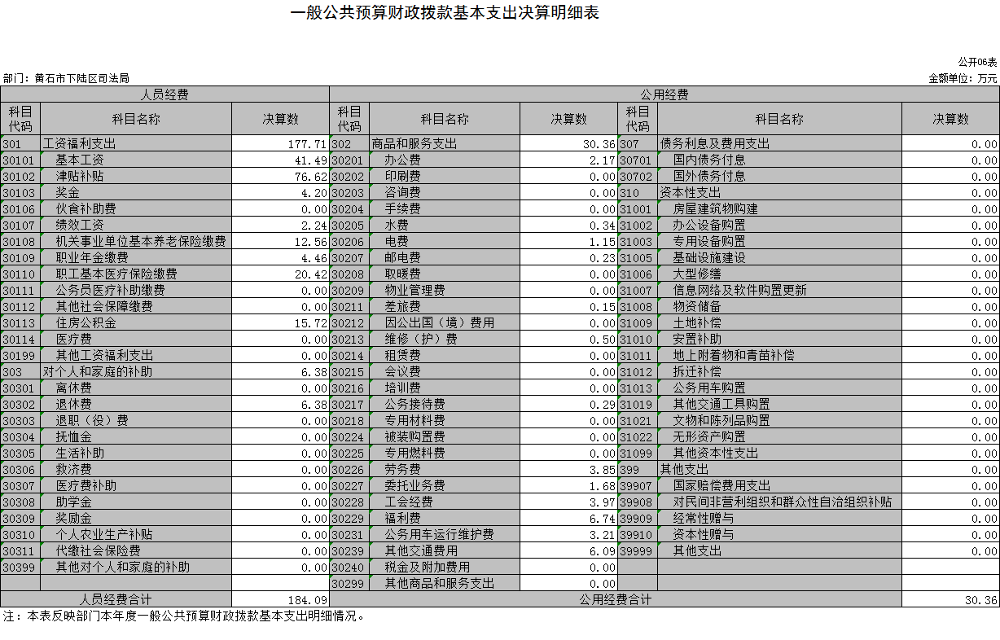 一般公共预算财政拨款基本支出决算明细表
公开06表
部门：黄石市下陆区司法局 金额单位：万元
人员经费 公用经费
科目代码 科目名称 决算数 科目代码 科目名称 决算数 科目代码 科目名称 决算数
301 工资福利支出 177.71 302 商品和服务支出 30.36 307 债务利息及费用支出 0.00
30101 基本工资 41.49 30201 办公费 2.17 30701 国内债务付息 0.00
30102 津贴补贴 76.62 30202 印刷费 0.00 30702 国外债务付息 0.00
30103 奖金 4.20 30203 咨询费 0.00 310 资本性支出 0.00
30106 伙食补助费 0.00 30204 手续费 0.00 31001 房屋建筑物购建 0.00
30107 绩效工资 2.24 30205 水费 0.34 31002 办公设备购置 0.00
30108 机关事业单位基本养老保险缴费 12.56 30206 电费 1.15 31003 专用设备购置 0.00
30109 职业年金缴费 4.46 30207 邮电费 0.23 31005 基础设施建设 0.00
30110 职工基本医疗保险缴费 20.42 30208 取暖费 0.00 31006 大型修缮 0.00
30111 公务员医疗补助缴费 0.00 30209 物业管理费 0.00 31007 信息网络及软件购置更新 0.00
30112 其他社会保障缴费 0.00 30211 差旅费 0.15 31008 物资储备 0.00
30113 住房公积金 15.72 30212 因公出国（境）费用 0.00 31009 土地补偿 0.00
30114 医疗费 0.00 30213 维修（护）费 0.50 31010 安置补助 0.00
30199 其他工资福利支出 0.00 30214 租赁费 0.00 31011 地上附着物和青苗补偿 0.00
303 对个人和家庭的补助 6.38 30215 会议费 0.00 31012 拆迁补偿 0.00
30301 离休费 0.00 30216 培训费 0.00 31013 公务用车购置 0.00
30302 退休费 6.38 30217 公务接待费 0.29 31019 其他交通工具购置 0.00
30303 退职（役）费 0.00 30218 专用材料费 0.00 31021 文物和陈列品购置 0.00
30304 抚恤金 0.00 30224 被装购置费 0.00 31022 无形资产购置 0.00
30305 生活补助 0.00 30225 专用燃料费 0.00 31099 其他资本性支出 0.00
30306 救济费 0.00 30226 劳务费 3.85 399 其他支出 0.00
30307 医疗费补助 0.00 30227 委托业务费 1.68 39907 国家赔偿费用支出 0.00
30308 助学金 0.00 30228 工会经费 3.97 39908 对民间非营利组织和群众性自治组织补贴 0.00
30309 奖励金 0.00 30229 福利费 6.74 39909 经常性赠与 0.00
30310 个人农业生产补贴 0.00 30231 公务用车运行维护费 3.21 39910 资本性赠与 0.00
30311 代缴社会保险费 0.00 30239 其他交通费用 6.09 39999 其他支出 0.00
30399 其他对个人和家庭的补助 0.00 30240 税金及附加费用 0.00
30299 其他商品和服务支出 0.00
人员经费合计 184.09 公用经费合计 30.36
注：本表反映部门本年度一般公共预算财政拨款基本支出明细情况。